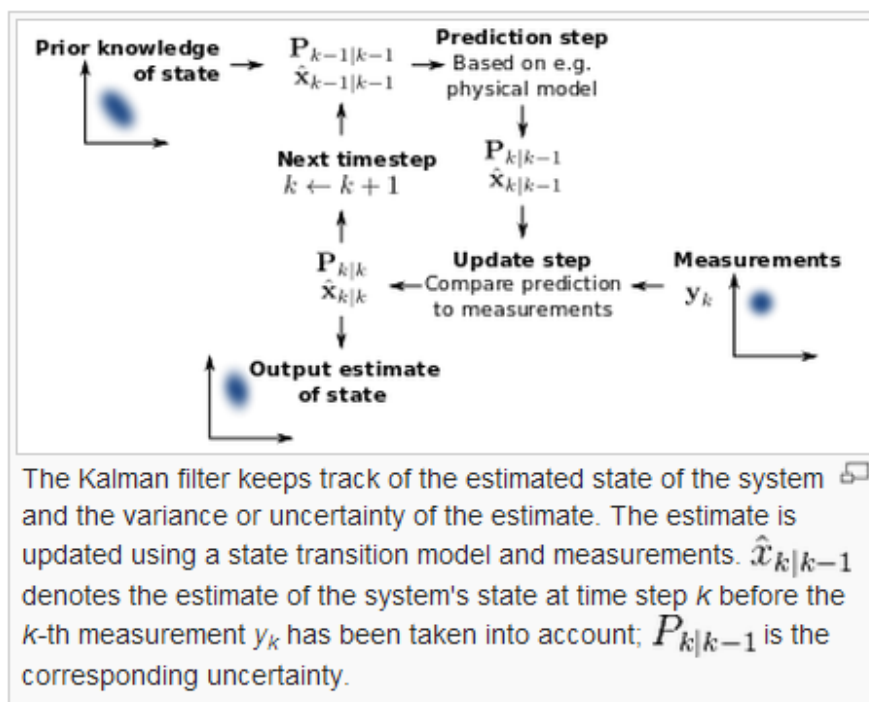 Prior knowledge
of state
P_{k-1|k-1}
x̂_{k-1|k-1}
Prediction step
Based on e.g.
physical model
Next timestep
k ← k + 1
P_{k|k-1}
x̂_{k|k-1}
P_{k|k}
x̂_{k|k}
Update step
Compare prediction
to measurements
Measurements
y_k
Output estimate
of state
The Kalman filter keeps track of the estimated state of the system
and the variance or uncertainty of the estimate. The estimate is
updated using a state transition model and measurements. x̂_{k|k-1}
denotes the estimate of the system's state at time step k before the
k-th measurement y_k has been taken into account; P_{k|k-1} is the
corresponding uncertainty.